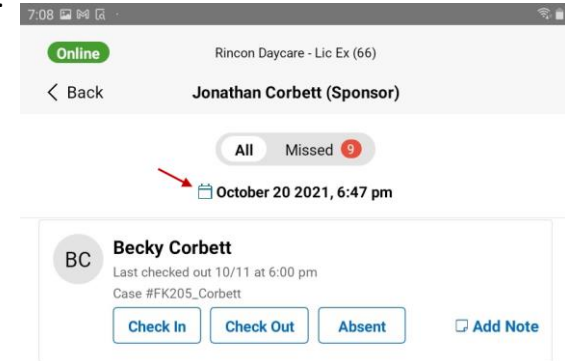 7:08
Online
Rincon Daycare - Lic Ex (66)
Back
Jonathan Corbett (Sponsor)
All Missed 9
October 20 2021, 6:47 pm
BC
Becky Corbett
Last checked out 10/11 at 6:00 pm
Case #FK205_Corbett
Check In Check Out Absent Add Note